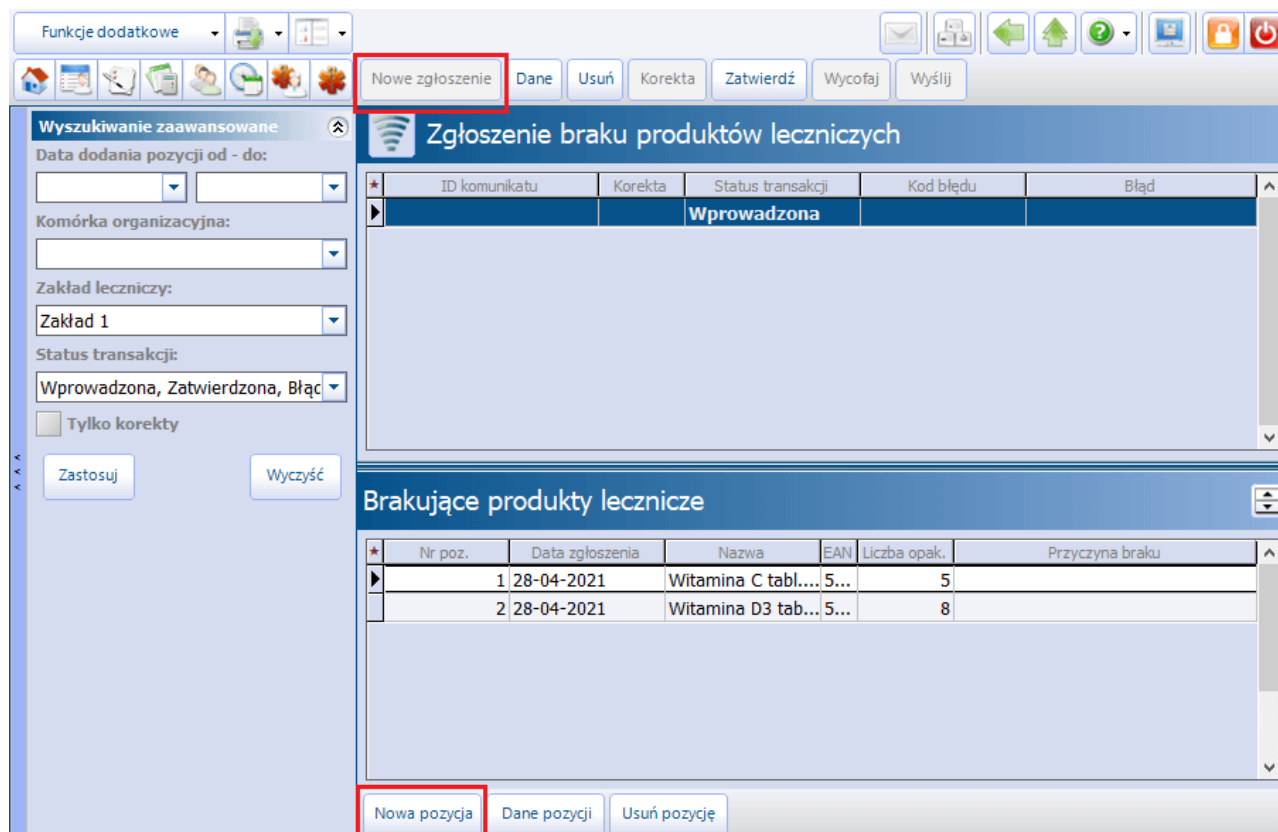 Funkcje dodatkowe
Nowe zgłoszenie Dane Usuń Korekta Zatwierdź Wycofaj Wyślij
Wyszukiwanie zaawansowane
Data dodania pozycji od - do:
Komórka organizacyjna:
Zakład leczniczy:
Zakład 1
Status transakcji:
Wprowadzona, Zatwierdzona, Błąc
Tylko korekty
Zastosuj Wyczyść
Zgłoszenie braku produktów leczniczych
ID komunikatu Korekta Status transakcji Kod błędu Błąd
Wprowadzona
Brakujące produkty lecznicze
Nr poz. Data zgłoszenia Nazwa EAN Liczba opak. Przyczyna braku
1 28-04-2021 Witamina C tabl.... 5... 5
2 28-04-2021 Witamina D3 tab... 5... 8
Nowa pozycja Dane pozycji Usuń pozycję